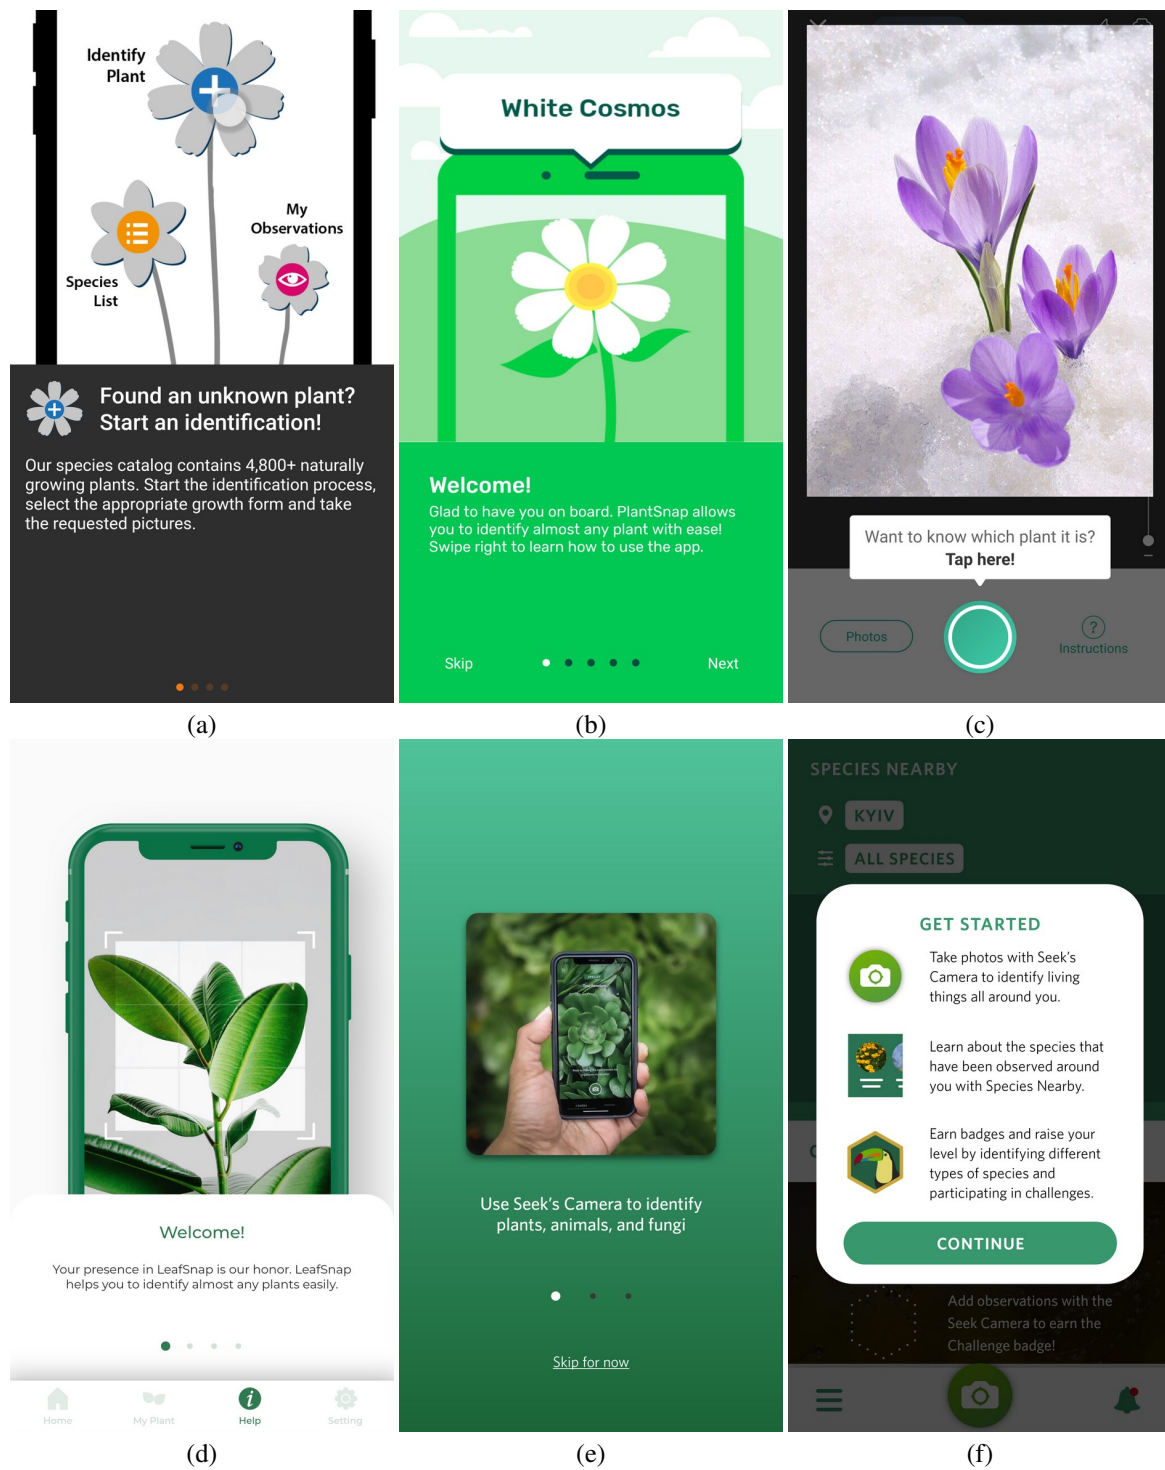 Identify
Plant
My
Observations
Species
List
Found an unknown plant?
Start an identification!
Our species catalog contains 4,800+ naturally
growing plants. Start the identification process,
select the appropriate growth form and take
the requested pictures.
(a)
White Cosmos
Welcome!
Glad to have you on board. PlantSnap allows
you to identify almost any plant with ease!
Swipe right to learn how to use the app.
Skip
Next
(b)
Want to know which plant it is?
Tap here!
Photos
?
Instructions
(c)
Welcome!
Your presence in LeafSnap is our honor. LeafSnap
helps you to identify almost any plants easily.
Home
My Plant
Help
Setting
(d)
Use Seek's Camera to identify
plants, animals, and fungi
Skip for now
(e)
SPECIES NEARBY
KYIV
ALL SPECIES
GET STARTED
Take photos with Seek's
Camera to identify living
things all around you.
Learn about the species that
have been observed around
you with Species Nearby.
Earn badges and raise your
level by identifying different
types of species and
participating in challenges.
CONTINUE
Add observations with the
Seek Camera to earn the
Challenge badge!
(f)